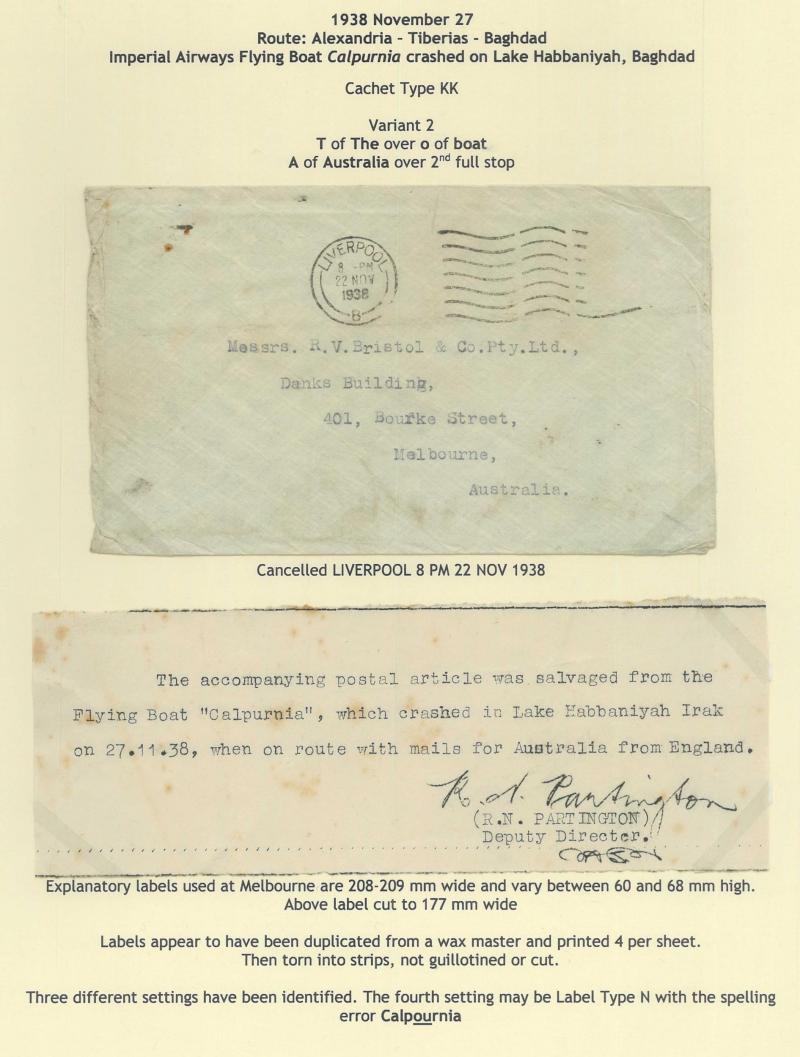 1938 November 27
Route: Alexandria - Tiberias - Baghdad
Imperial Airways Flying Boat Calpurnia crashed on Lake Habbaniyah, Baghdad
Cachet Type KK
Variant 2
T of The over o of boat
A of Australia over 2nd full stop
LIVERPOOL
8 -PM
22 NOV
1938
-B-
Messrs. R.V.Bristol & Co.Pty.Ltd.,
Danks Building,
401, Bourke Street,
Melbourne,
Australia.
Cancelled LIVERPOOL 8 PM 22 NOV 1938
The accompanying postal article was salvaged from the
Flying Boat "Calpurnia", which crashed in Lake Habbaniyah Irak
on 27.11.38, when on route with mails for Australia from England.
R. N. Partington
(R.N. PARTINGTON)
Deputy Director.
Explanatory labels used at Melbourne are 208-209 mm wide and vary between 60 and 68 mm high.
Above label cut to 177 mm wide
Labels appear to have been duplicated from a wax master and printed 4 per sheet.
Then torn into strips, not guillotined or cut.
Three different settings have been identified. The fourth setting may be Label Type N with the spelling
error Calpournia